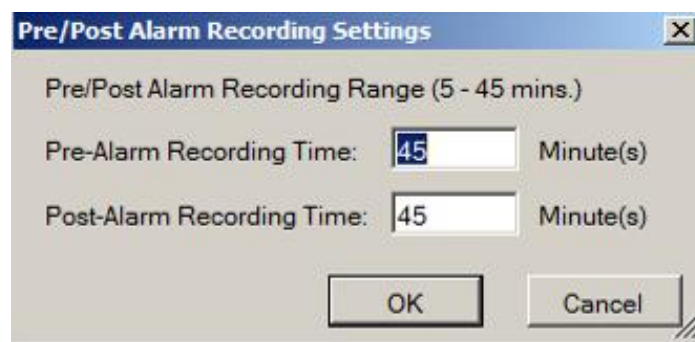 Pre/Post Alarm Recording Settings
Pre/Post Alarm Recording Range (5 - 45 mins.)
Pre-Alarm Recording Time: 45 Minute(s)
Post-Alarm Recording Time: 45 Minute(s)
OK Cancel